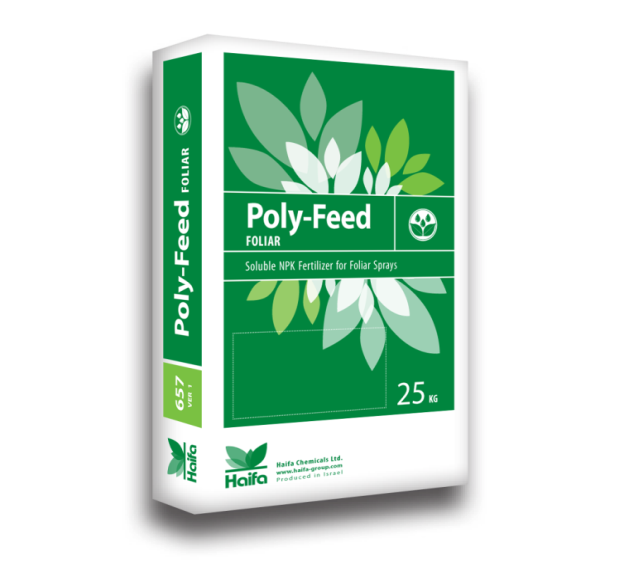 Poly-Feed FOLIAR
657
VER 1
Haifa
Poly-Feed
FOLIAR
Soluble NPK Fertilizer for Foliar Sprays
25 KG
Haifa
Haifa Chemicals Ltd.
www.haifa-group.com
Produced in Israel